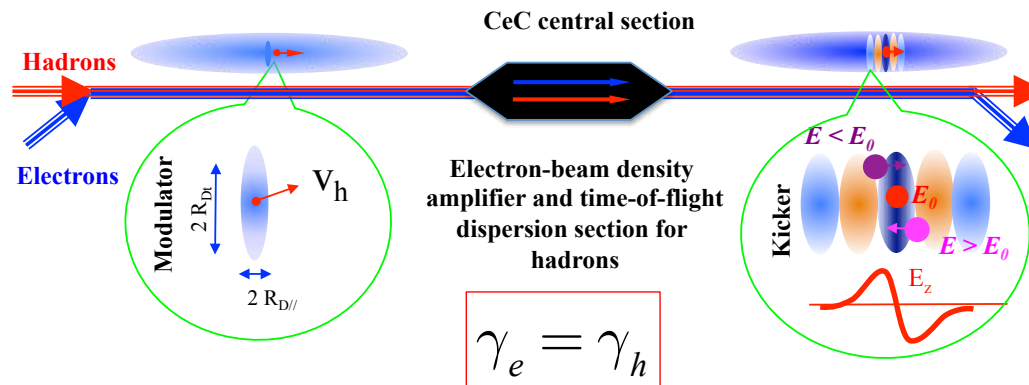 CeC central section
Hadrons
Electrons
Modulator
2 R_Dt
v_h
2 R_D//
Electron-beam density
amplifier and time-of-flight
dispersion section for
hadrons
γ_e = γ_h
Kicker
E < E_0
E_0
E > E_0
E_z